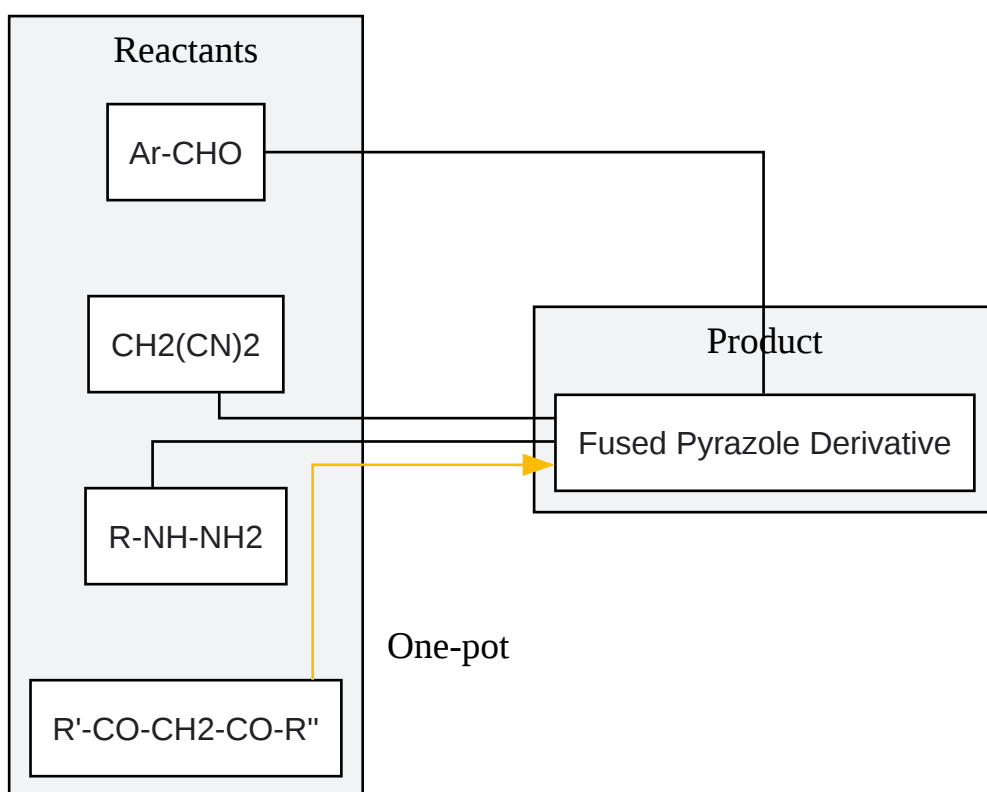 Reactants
Ar-CHO
CH2(CN)2
R-NH-NH2
R'-CO-CH2-CO-R"
One-pot
Product
Fused Pyrazole Derivative